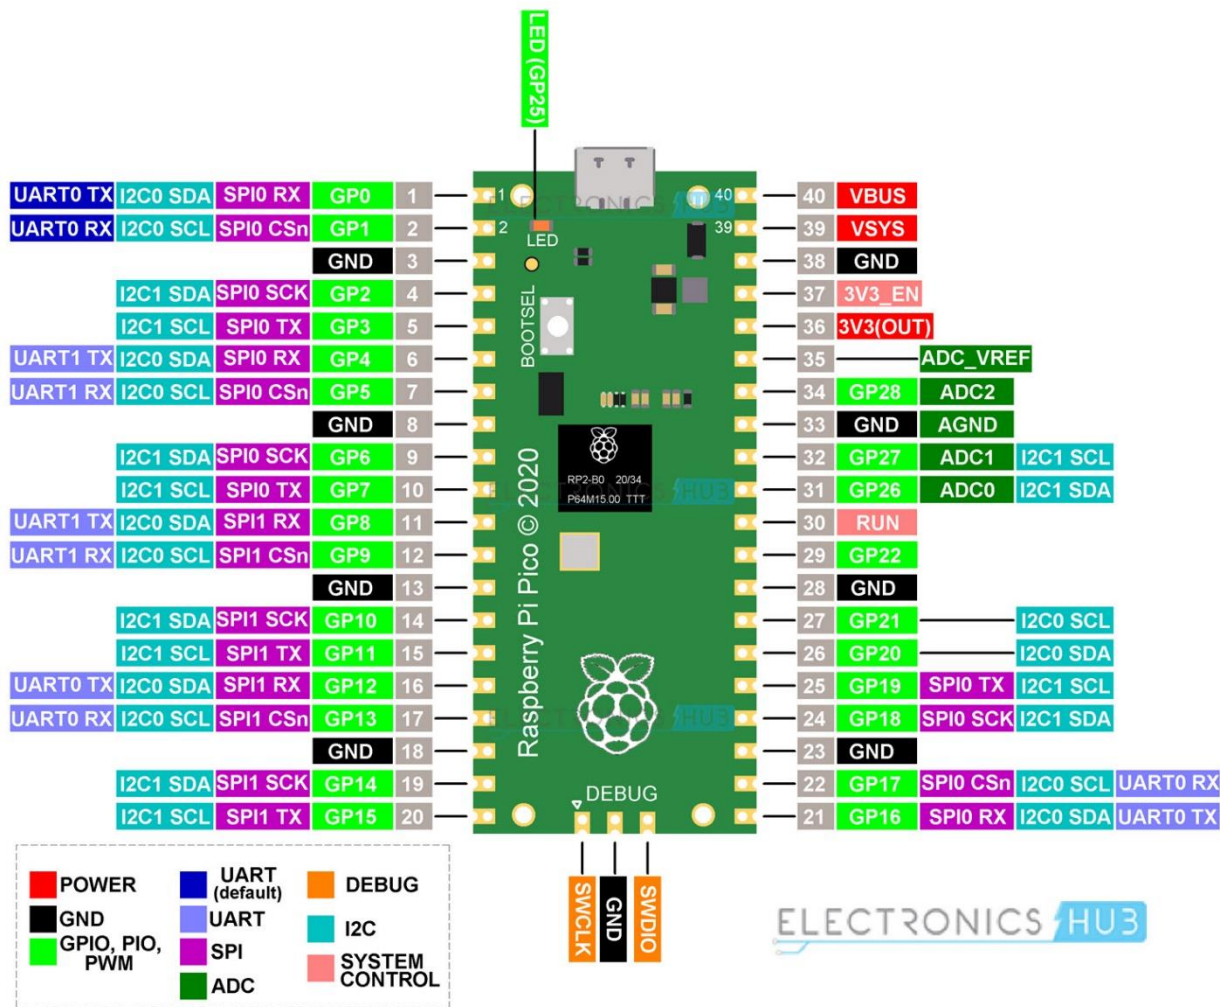 LED (GP25)
UART0 TX I2C0 SDA SPI0 RX GP0 1 1 ELECTRONICS HUB 40 40 VBUS
UART0 RX I2C0 SCL SPI0 CSn GP1 2 2 LED 39 39 VSYS
GND 3 38 GND
I2C1 SDA SPI0 SCK GP2 4 37 3V3_EN
I2C1 SCL SPI0 TX GP3 5 BOOTSEL 36 3V3(OUT)
UART1 TX I2C0 SDA SPI0 RX GP4 6 35 ADC_VREF
UART1 RX I2C0 SCL SPI0 CSn GP5 7 34 GP28 ADC2
GND 8 33 GND AGND
I2C1 SDA SPI0 SCK GP6 9 32 GP27 ADC1 I2C1 SCL
RP2-B0 20/34
I2C1 SCL SPI0 TX GP7 10 ELECTRONICS HUB 31 GP26 ADC0 I2C1 SDA
P64M15.00 TTT
UART1 TX I2C0 SDA SPI1 RX GP8 11 30 RUN
UART1 RX I2C0 SCL SPI1 CSn GP9 12 29 GP22
GND 13 28 GND
Raspberry Pi Pico © 2020
I2C1 SDA SPI1 SCK GP10 14 27 GP21 I2C0 SCL
I2C1 SCL SPI1 TX GP11 15 26 GP20 I2C0 SDA
UART0 TX I2C0 SDA SPI1 RX GP12 16 25 GP19 SPI0 TX I2C1 SCL
UART0 RX I2C0 SCL SPI1 CSn GP13 17 ELECTRONICS HUB 24 GP18 SPI0 SCK I2C1 SDA
GND 18 23 GND
I2C1 SDA SPI1 SCK GP14 19 22 GP17 SPI0 CSn I2C0 SCL UART0 RX
DEBUG
I2C1 SCL SPI1 TX GP15 20 21 GP16 SPI0 RX I2C0 SDA UART0 TX
SWCLK GND SWDIO
POWER
GND
GPIO, PIO,
PWM
UART
(default)
UART
SPI
ADC
DEBUG
I2C
SYSTEM
CONTROL
ELECTRONICS HUB